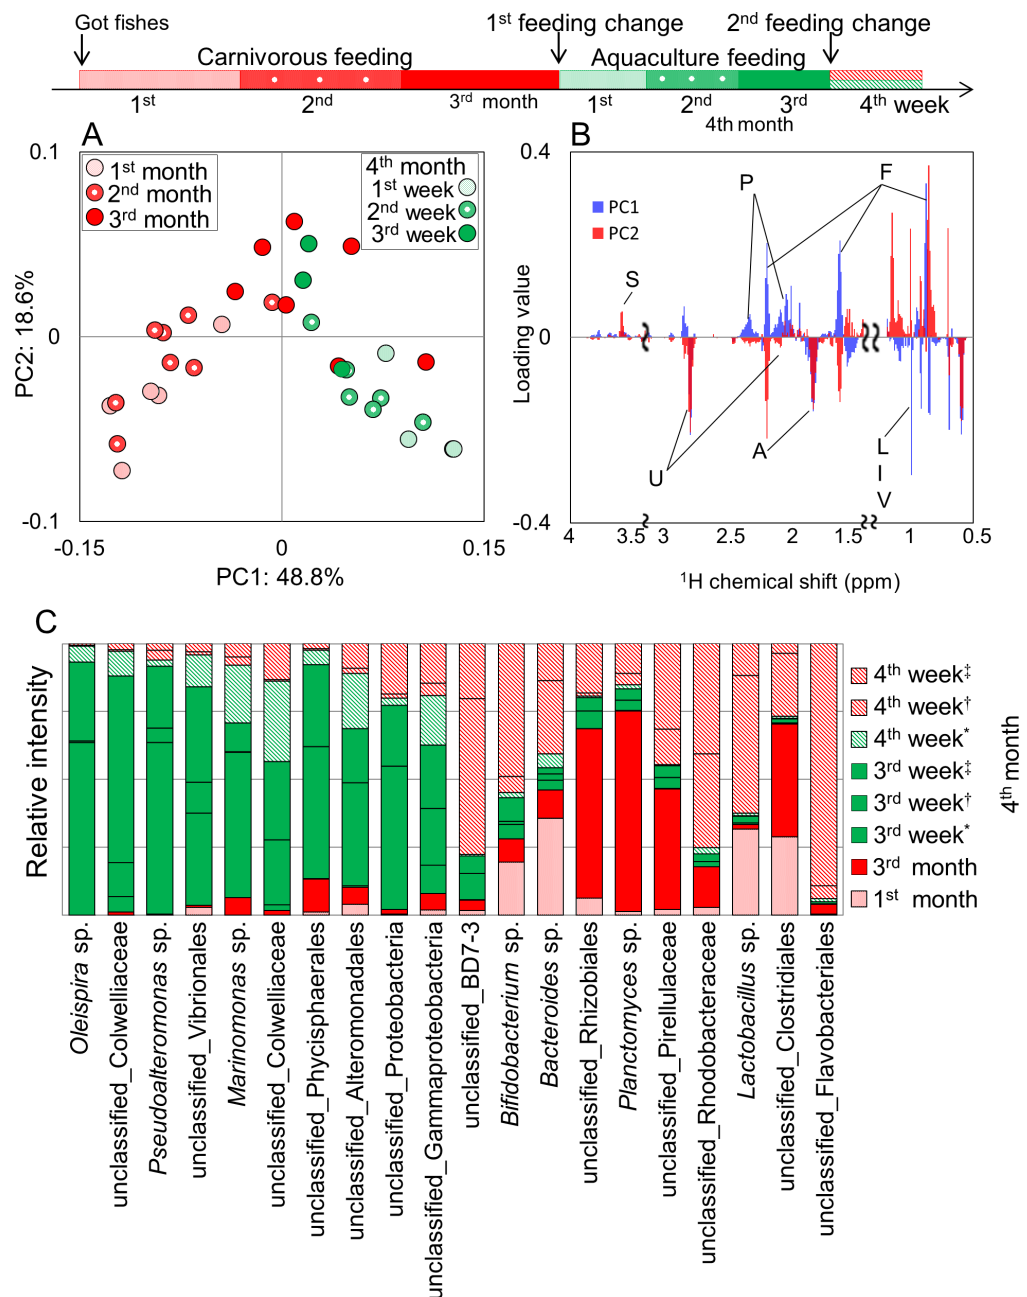 Got fishes
1st feeding change
2nd feeding change
Carnivorous feeding
Aquaculture feeding
1st
2nd
3rd month
1st
2nd
3rd
4th week
4th month
A
0.1
1st month
2nd month
3rd month
4th month
1st week
2nd week
3rd week
PC2: 18.6%
0
-0.1
-0.15
0
0.15
PC1: 48.8%
B
0.4
PC1
PC2
P
F
S
Loading value
0
U
A
L
I
V
-0.4
4
3.5
3
2.5
2
1.5
1
0.5
1H chemical shift (ppm)
C
Relative intensity
4th week‡
4th week†
4th week*
3rd week‡
3rd week†
3rd week*
3rd month
1st month
4th month
Oleispira sp.
unclassified_Colwelliaceae
Pseudoalteromonas sp.
unclassified_Vibrionales
Marinomonas sp.
unclassified_Colwelliaceae
unclassified_Phycisphaerales
unclassified_Alteromonadales
unclassified_Proteobacteria
unclassified_Gammaproteobacteria
unclassified_BD7-3
Bifidobacterium sp.
Bacteroides sp.
unclassified_Rhizobiales
Planctomyces sp.
unclassified_Pirellulaceae
unclassified_Rhodobacteraceae
Lactobacillus sp.
unclassified_Clostridiales
unclassified_Flavobacteriales